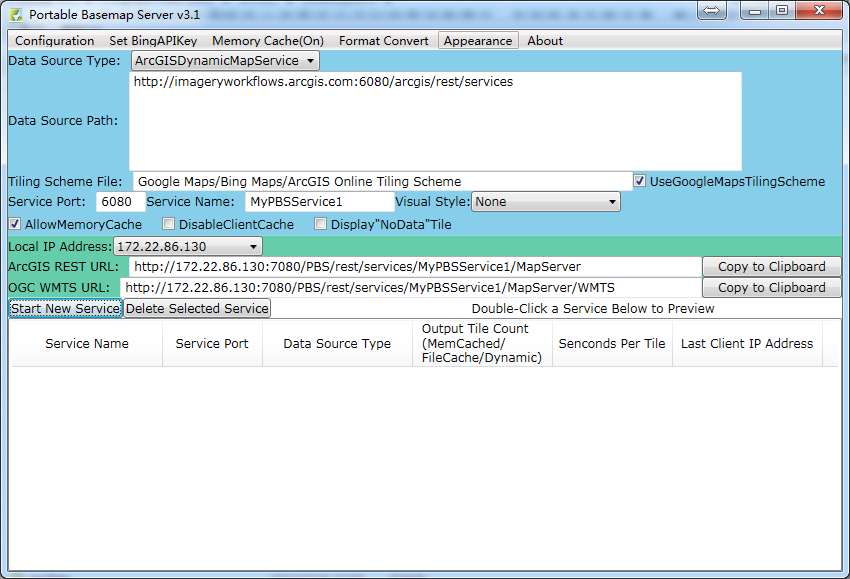 Portable Basemap Server v3.1
Configuration Set BingAPIKey Memory Cache(On) Format Convert Appearance About
Data Source Type: ArcGISDynamicMapService
http://imageryworkflows.arcgis.com:6080/arcgis/rest/services
Data Source Path:
Tiling Scheme File: Google Maps/Bing Maps/ArcGIS Online Tiling Scheme UseGoogleMapsTilingScheme
Service Port: 6080 Service Name: MyPBSService1 Visual Style: None
AllowMemoryCache DisableClientCache Display"NoData"Tile
Local IP Address: 172.22.86.130
ArcGIS REST URL: http://172.22.86.130:7080/PBS/rest/services/MyPBSService1/MapServer Copy to Clipboard
OGC WMTS URL: http://172.22.86.130:7080/PBS/rest/services/MyPBSService1/MapServer/WMTS Copy to Clipboard
Start New Service Delete Selected Service Double-Click a Service Below to Preview
Service Name Service Port Data Source Type Output Tile Count (MemCached/ FileCache/Dynamic) Senconds Per Tile Last Client IP Address